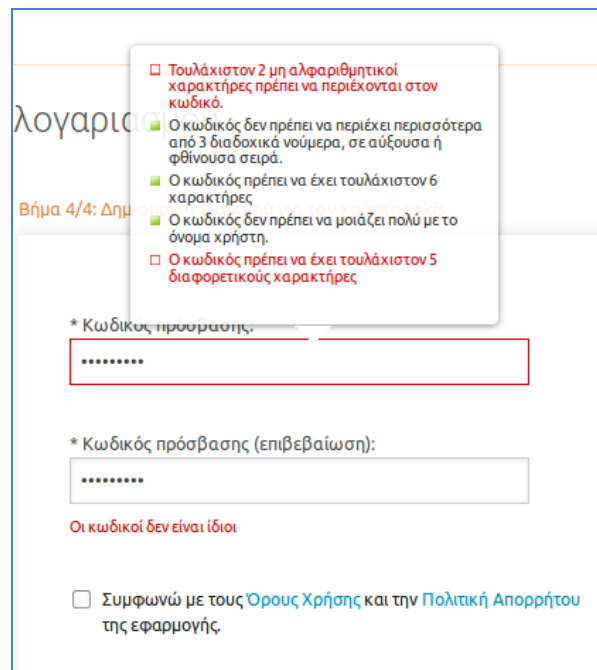 Τουλάχιστον 2 μη αλφαριθμητικοί
χαρακτήρες πρέπει να περιέχονται στον
κωδικό.
Ο κωδικός δεν πρέπει να περιέχει περισσότερα
από 3 διαδοχικά νούμερα, σε αύξουσα ή
φθίνουσα σειρά.
Ο κωδικός πρέπει να έχει τουλάχιστον 6
χαρακτήρες
Ο κωδικός δεν πρέπει να μοιάζει πολύ με το
όνομα χρήστη.
Ο κωδικός πρέπει να έχει τουλάχιστον 5
διαφορετικούς χαρακτήρες
Βήμα 4/4:
* Κωδικός πρόσβασης:
•••••••••
* Κωδικός πρόσβασης (επιβεβαίωση):
•••••••••
Οι κωδικοί δεν είναι ίδιοι
Συμφωνώ με τους Όρους Χρήσης και την Πολιτική Απορρήτου
της εφαρμογής.